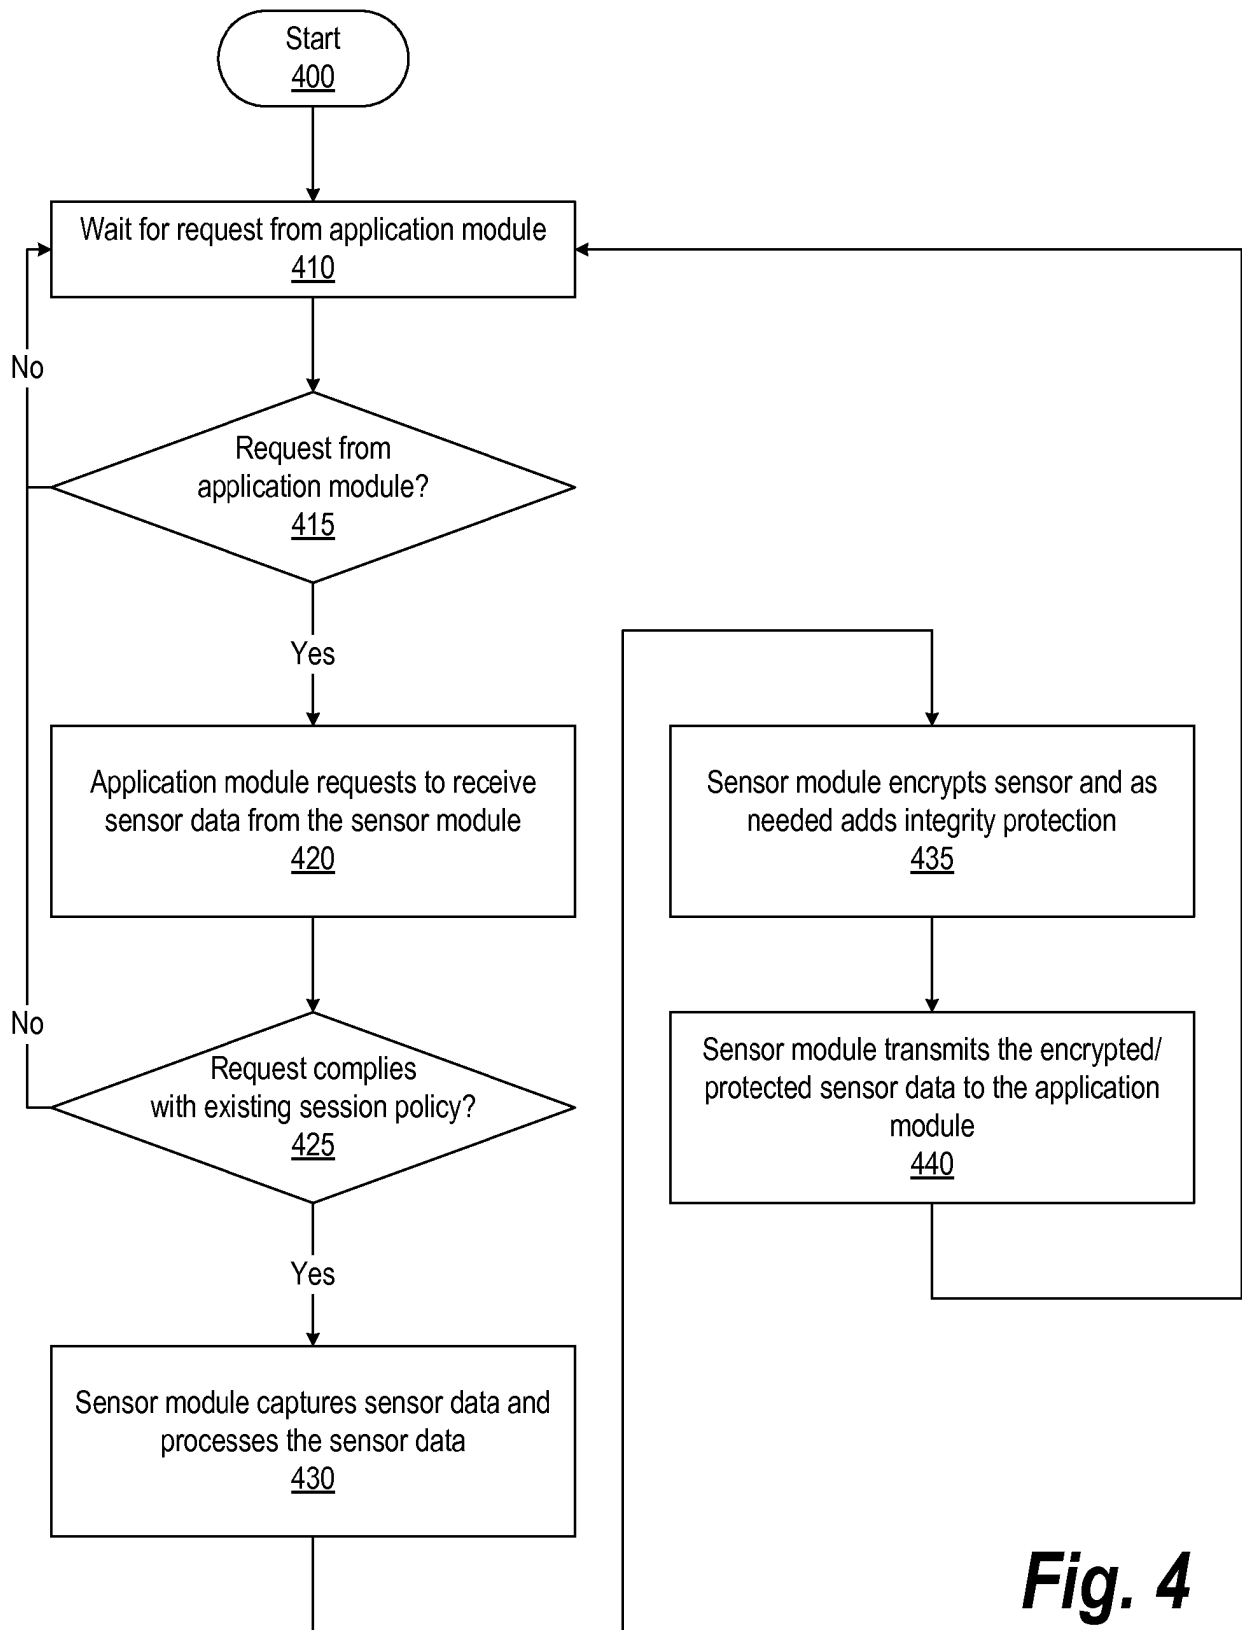 Start
400
Wait for request from application module
410
No
Request from
application module?
415
Yes
Application module requests to receive
sensor data from the sensor module
420
No
Request complies
with existing session policy?
425
Yes
Sensor module captures sensor data and
processes the sensor data
430
Sensor module encrypts sensor and as
needed adds integrity protection
435
Sensor module transmits the encrypted/
protected sensor data to the application
module
440
Fig. 4